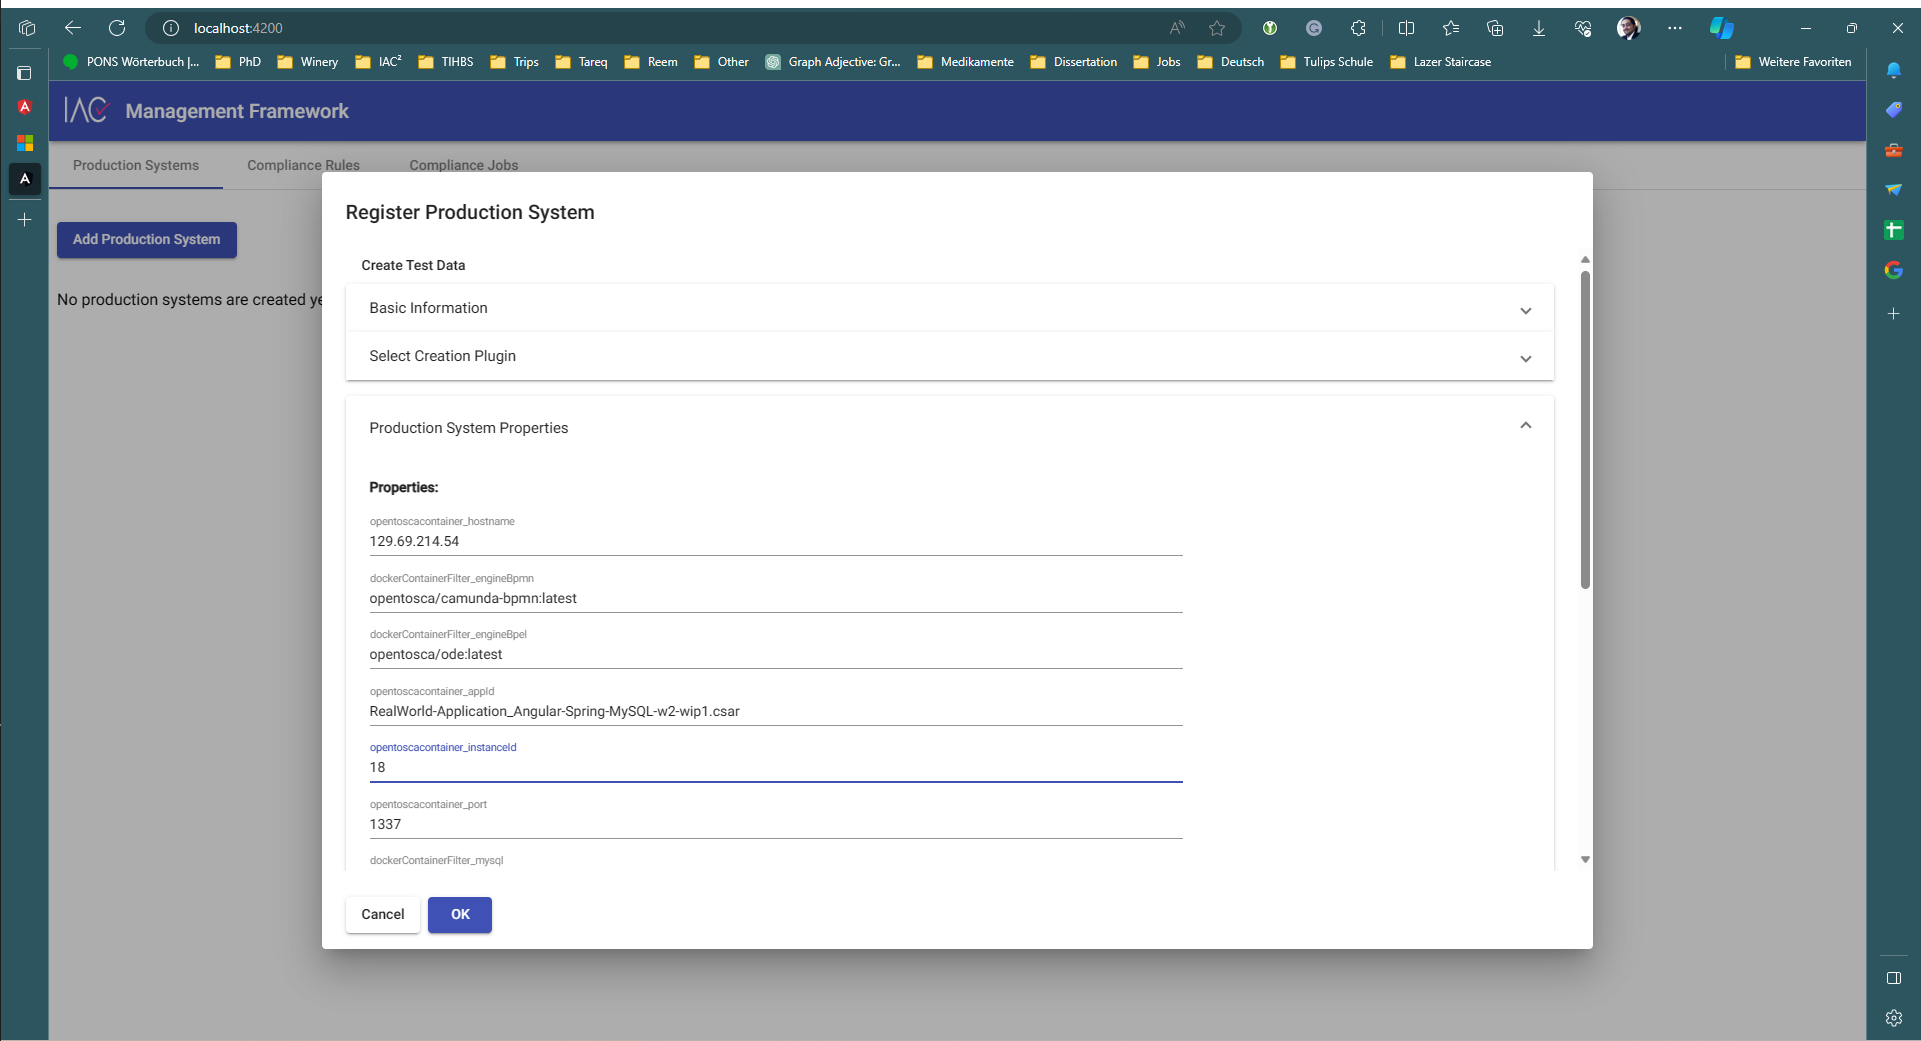 localhost:4200
PONS Wörterbuch |...
PhD
Winery
IAC²
TIHBS
Trips
Tareq
Reem
Other
Graph Adjective: Gr...
Medikamente
Dissertation
Jobs
Deutsch
Tulips Schule
Lazer Staircase
Weitere Favoriten
IAC Management Framework
Production Systems
Compliance Rules
Compliance Jobs
Add Production System
No production systems are created ye
Register Production System
Create Test Data
Basic Information
Select Creation Plugin
Production System Properties
Properties:
opentoscacontainer_hostname
129.69.214.54
dockerContainerFilter_engineBpmn
opentosca/camunda-bpmn:latest
dockerContainerFilter_engineBpel
opentosca/ode:latest
opentoscacontainer_appId
RealWorld-Application_Angular-Spring-MySQL-w2-wip1.csar
opentoscacontainer_instanceId
18
opentoscacontainer_port
1337
dockerContainerFilter_mysql
Cancel
OK